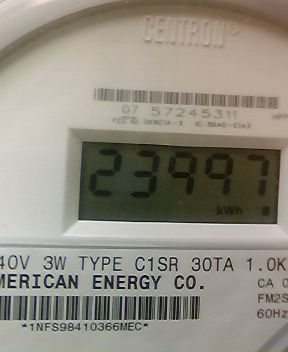 CENTRON®
07 57245311
23997
kWh
40V 3W TYPE C1SR 30TA 1.0K
MERICAN ENERGY CO.
CA 0
FM2S
60Hz
*1NFS98410366MEC*